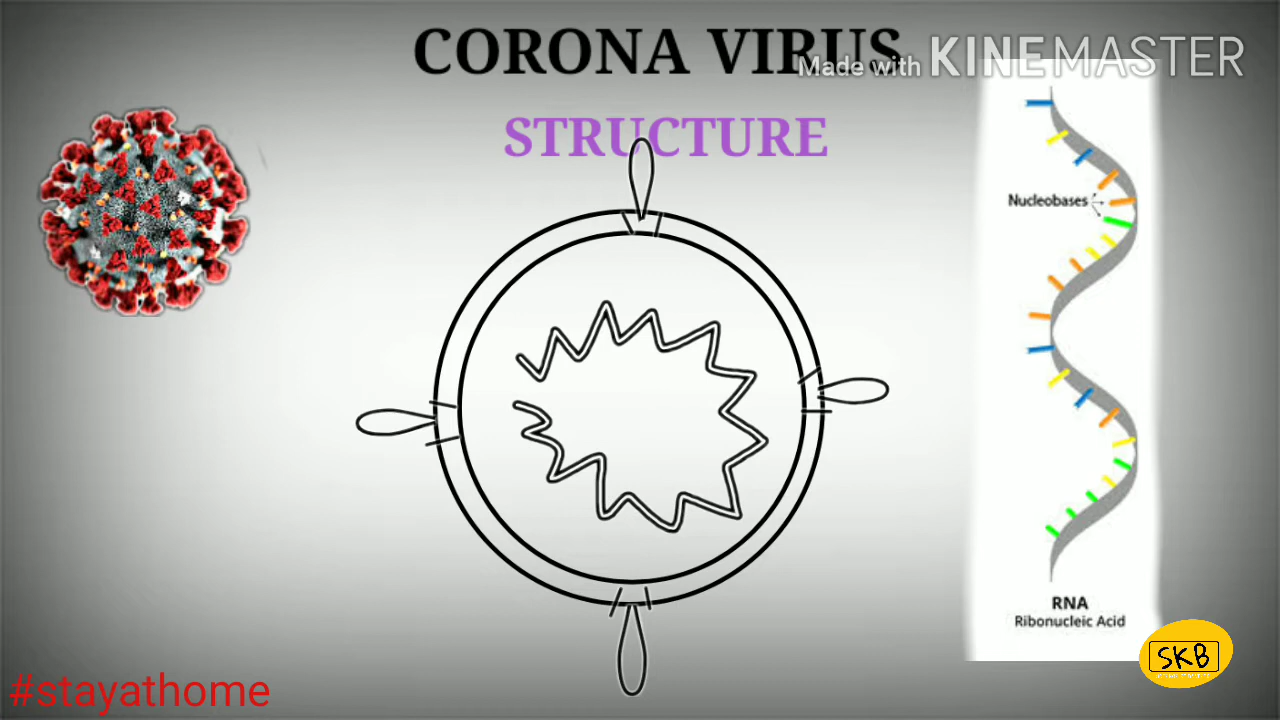 CORONA VIRUS
Made with KINEMASTER
STRUCTURE
Nucleobases
RNA
Ribonucleic Acid
SKB
#stayathome